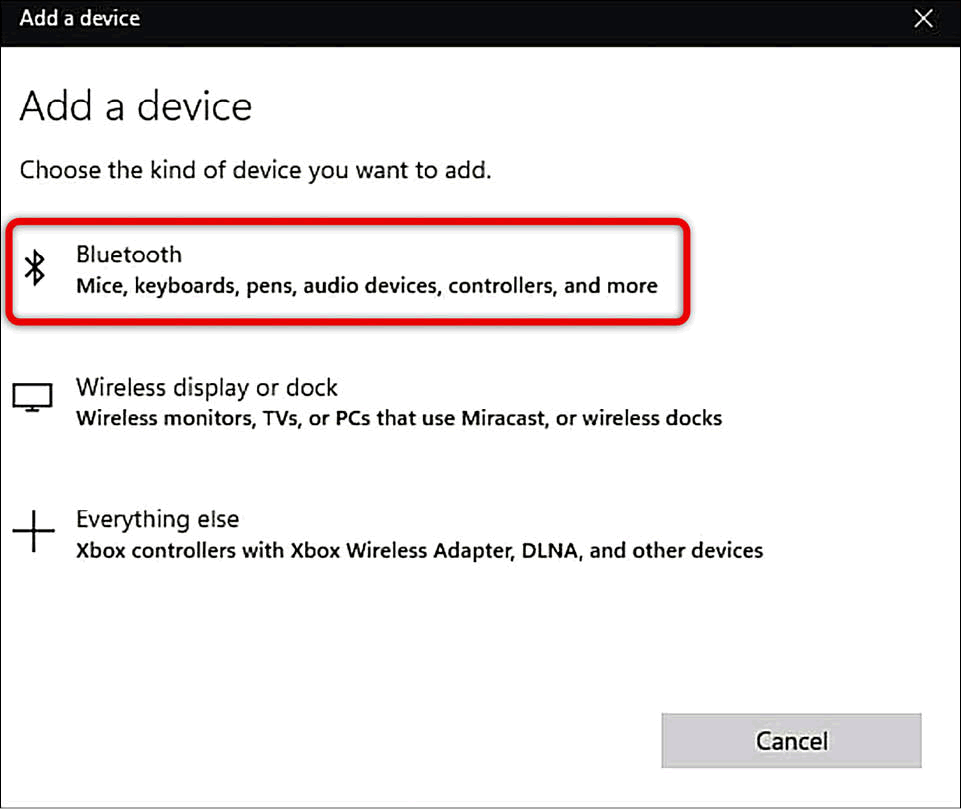 Add a device
Add a device
Choose the kind of device you want to add.
Bluetooth
Mice, keyboards, pens, audio devices, controllers, and more
Wireless display or dock
Wireless monitors, TVs, or PCs that use Miracast, or wireless docks
Everything else
Xbox controllers with Xbox Wireless Adapter, DLNA, and other devices
Cancel